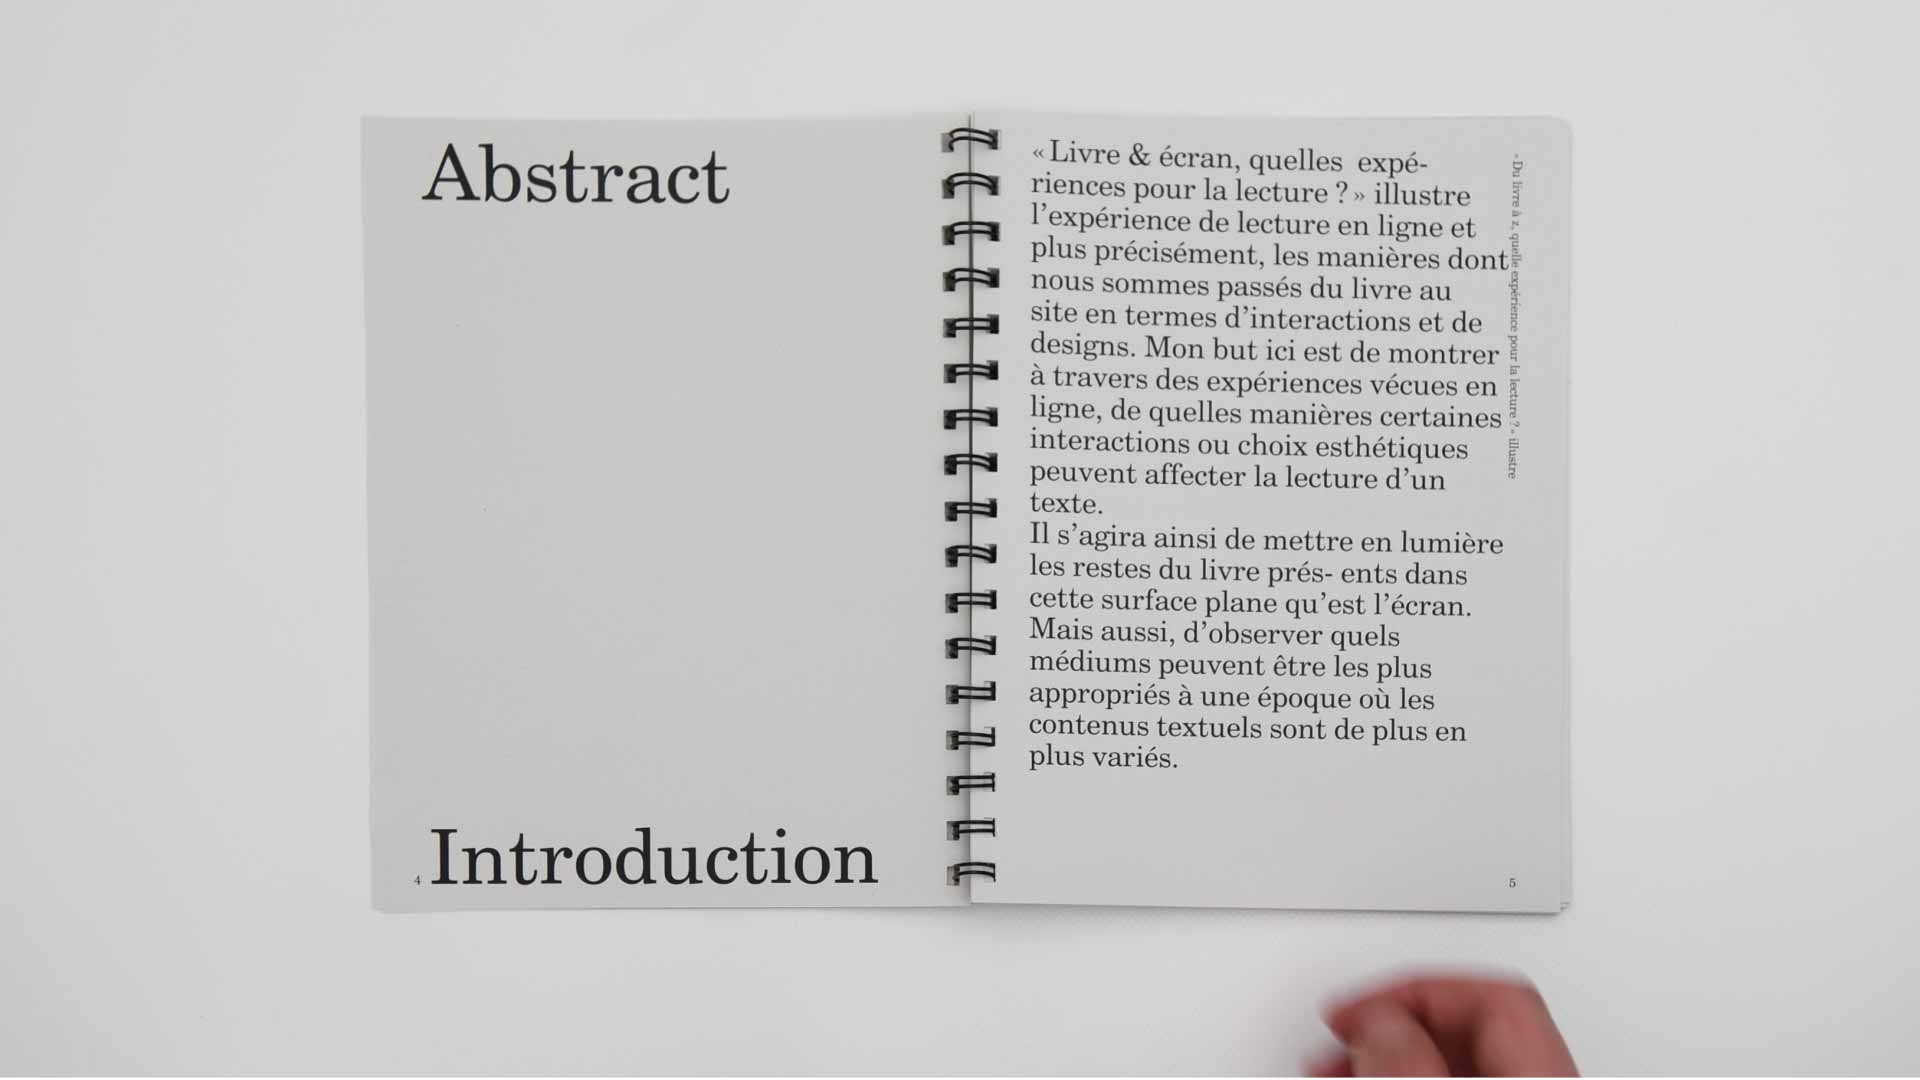 Abstract
4 Introduction
« Livre & écran, quelles expé-
riences pour la lecture ? » illustre
l’expérience de lecture en ligne et
plus précisément, les manières dont
nous sommes passés du livre au
site en termes d’interactions et de
designs. Mon but ici est de montrer
à travers des expériences vécues en
ligne, de quelles manières certaines
interactions ou choix esthétiques
peuvent affecter la lecture d’un
texte.
Il s’agira ainsi de mettre en lumière
les restes du livre prés- ents dans
cette surface plane qu’est l’écran.
Mais aussi, d’observer quels
médiums peuvent être les plus
appropriés à une époque où les
contenus textuels sont de plus en
plus variés.
« Du livre à z, quelle expérience pour la lecture ? » illustre
5